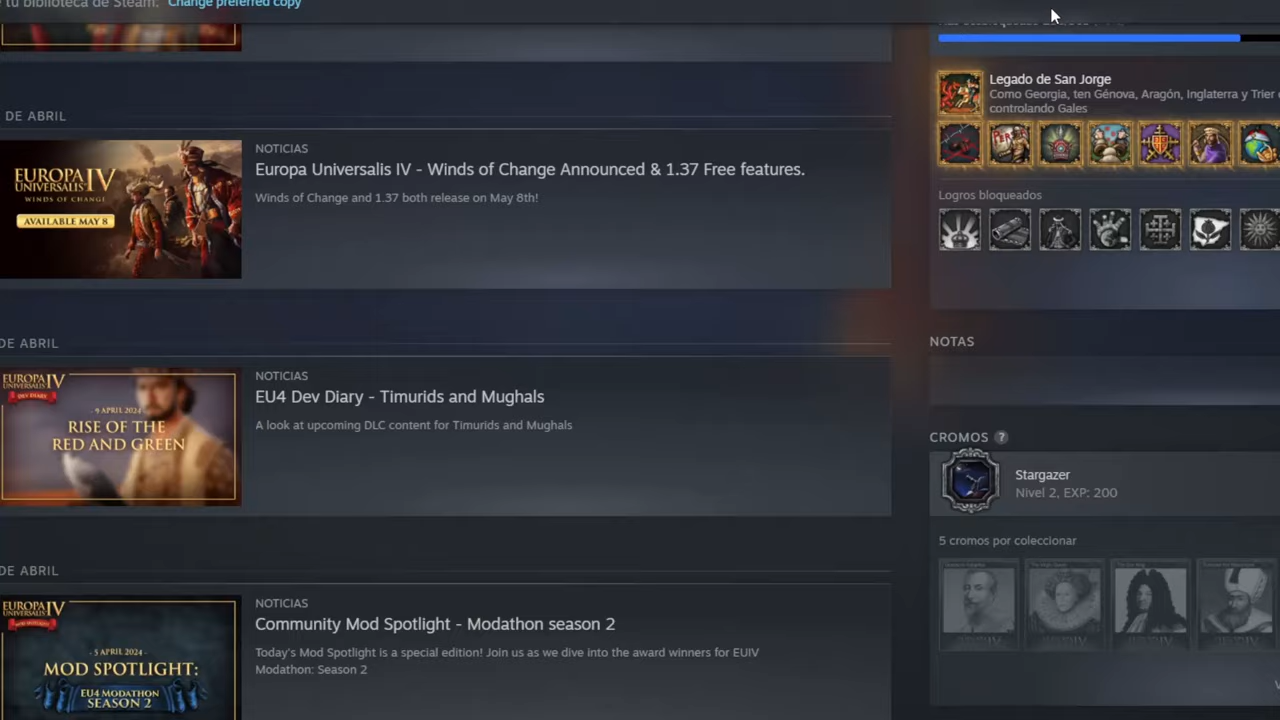 tu biblioteca de Steam: Change preferred copy
DE ABRIL
EUROPA
UNIVERSALIS IV
WINDS OF CHANGE
AVAILABLE MAY 8
NOTICIAS
Europa Universalis IV - Winds of Change Announced & 1.37 Free features.
Winds of Change and 1.37 both release on May 8th!
DE ABRIL
EUROPA
UNIVERSALIS IV
DEV DIARY
- 9 APRIL 2024 -
RISE OF THE
RED AND GREEN
NOTICIAS
EU4 Dev Diary - Timurids and Mughals
A look at upcoming DLC content for Timurids and Mughals
DE ABRIL
EUROPA
UNIVERSALIS IV
MOD SPOTLIGHT
- 5 APRIL 2024 -
MOD SPOTLIGHT:
EU4 MODATHON
SEASON 2
NOTICIAS
Community Mod Spotlight - Modathon season 2
Today's Mod Spotlight is a special edition! Join us as we dive into the award winners for EUIV
Modathon: Season 2
Legado de San Jorge
Como Georgia, ten Génova, Aragón, Inglaterra y Trier
controlando Gales
Logros bloqueados
NOTAS
CROMOS ?
Stargazer
Nivel 2, EXP: 200
5 cromos por coleccionar